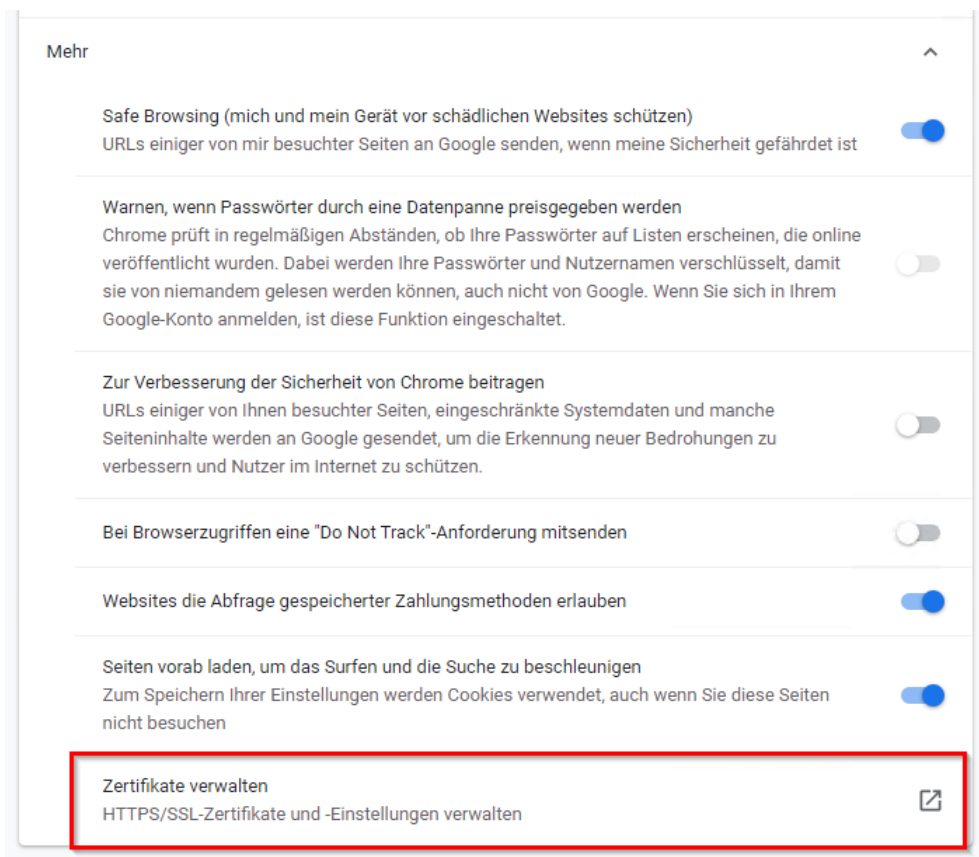 Mehr
Safe Browsing (mich und mein Gerät vor schädlichen Websites schützen)
URLs einiger von mir besuchter Seiten an Google senden, wenn meine Sicherheit gefährdet ist
Warnen, wenn Passwörter durch eine Datenpanne preisgegeben werden
Chrome prüft in regelmäßigen Abständen, ob Ihre Passwörter auf Listen erscheinen, die online
veröffentlicht wurden. Dabei werden Ihre Passwörter und Nutzernamen verschlüsselt, damit
sie von niemandem gelesen werden können, auch nicht von Google. Wenn Sie sich in Ihrem
Google-Konto anmelden, ist diese Funktion eingeschaltet.
Zur Verbesserung der Sicherheit von Chrome beitragen
URLs einiger von Ihnen besuchter Seiten, eingeschränkte Systemdaten und manche
Seiteninhalte werden an Google gesendet, um die Erkennung neuer Bedrohungen zu
verbessern und Nutzer im Internet zu schützen.
Bei Browserzugriffen eine "Do Not Track"-Anforderung mitsenden
Websites die Abfrage gespeicherter Zahlungsmethoden erlauben
Seiten vorab laden, um das Surfen und die Suche zu beschleunigen
Zum Speichern Ihrer Einstellungen werden Cookies verwendet, auch wenn Sie diese Seiten
nicht besuchen
Zertifikate verwalten
HTTPS/SSL-Zertifikate und -Einstellungen verwalten